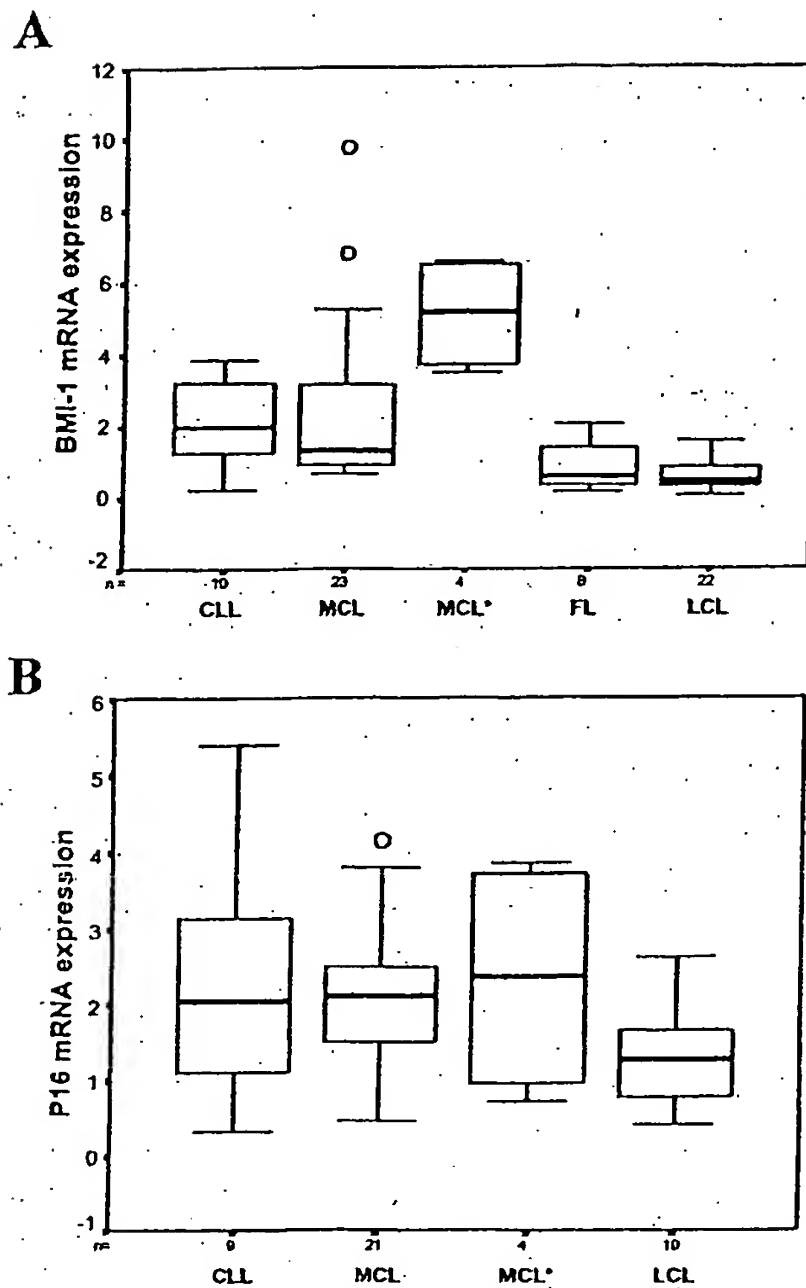 A
BMI-1 mRNA expression
12
10
8
6
4
2
0
-2
n= 10 23 4 8 22
CLL MCL MCL* FL LCL
B
P16 mRNA expression
6
5
4
3
2
1
0
-1
n= 9 21 4 10
CLL MCL MCL* LCL